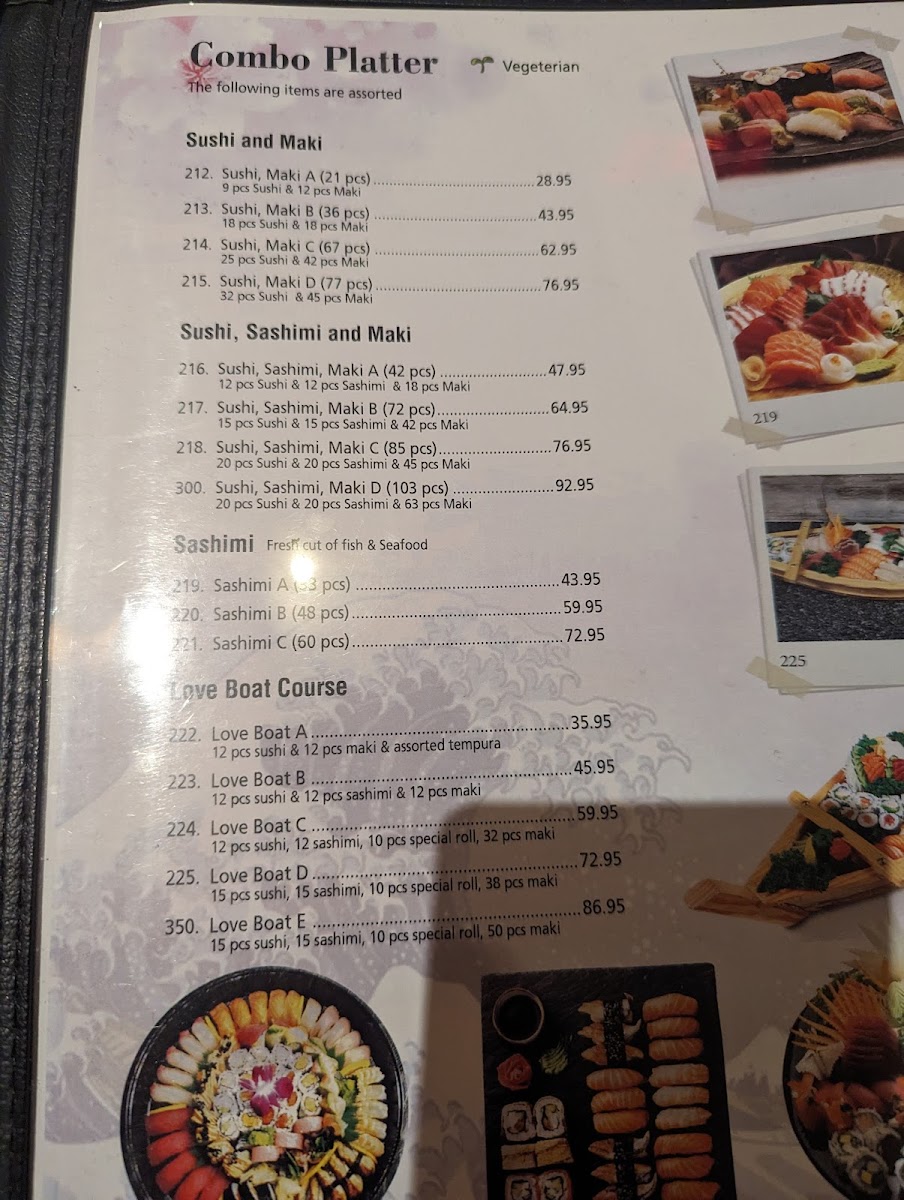 Combo Platter
Vegeterian
The following items are assorted
Sushi and Maki
212. Sushi, Maki A (21 pcs) ........ 28.95
9 pcs Sushi & 12 pcs Maki
213. Sushi, Maki B (36 pcs) ........ 43.95
18 pcs Sushi & 18 pcs Maki
214. Sushi, Maki C (67 pcs) ........ 62.95
25 pcs Sushi & 42 pcs Maki
215. Sushi, Maki D (77 pcs) ........ 76.95
32 pcs Sushi & 45 pcs Maki
Sushi, Sashimi and Maki
216. Sushi, Sashimi, Maki A (42 pcs) ........ 47.95
12 pcs Sushi & 12 pcs Sashimi & 18 pcs Maki
217. Sushi, Sashimi, Maki B (72 pcs) ........ 64.95
15 pcs Sushi & 15 pcs Sashimi & 42 pcs Maki
218. Sushi, Sashimi, Maki C (85 pcs) ........ 76.95
20 pcs Sushi & 20 pcs Sashimi & 45 pcs Maki
300. Sushi, Sashimi, Maki D (103 pcs) ........ 92.95
20 pcs Sushi & 20 pcs Sashimi & 63 pcs Maki
Sashimi Fresh cut of fish & Seafood
219. Sashimi A (33 pcs) ........ 43.95
220. Sashimi B (48 pcs) ........ 59.95
221. Sashimi C (60 pcs) ........ 72.95
Love Boat Course
222. Love Boat A ........ 35.95
12 pcs sushi & 12 pcs maki & assorted tempura
223. Love Boat B ........ 45.95
12 pcs sushi & 12 pcs sashimi & 12 pcs maki
224. Love Boat C ........ 59.95
12 pcs sushi, 12 sashimi, 10 pcs special roll, 32 pcs maki
225. Love Boat D ........ 72.95
15 pcs sushi, 15 sashimi, 10 pcs special roll, 38 pcs maki
350. Love Boat E ........ 86.95
15 pcs sushi, 15 sashimi, 10 pcs special roll, 50 pcs maki
219
225